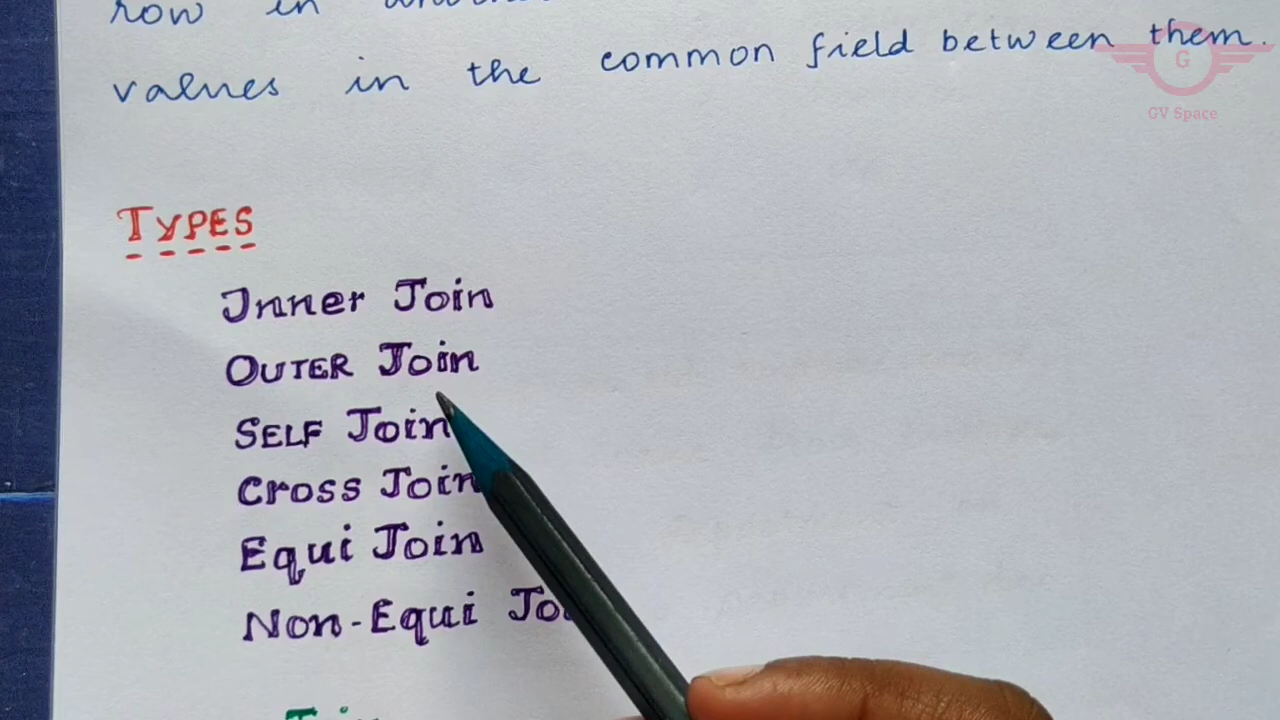 row in
values in the common field between them.
G
GV Space
TYPES
Inner Join
OUTER Join
SELF Join
Cross Join
Equi Join
Non-Equi